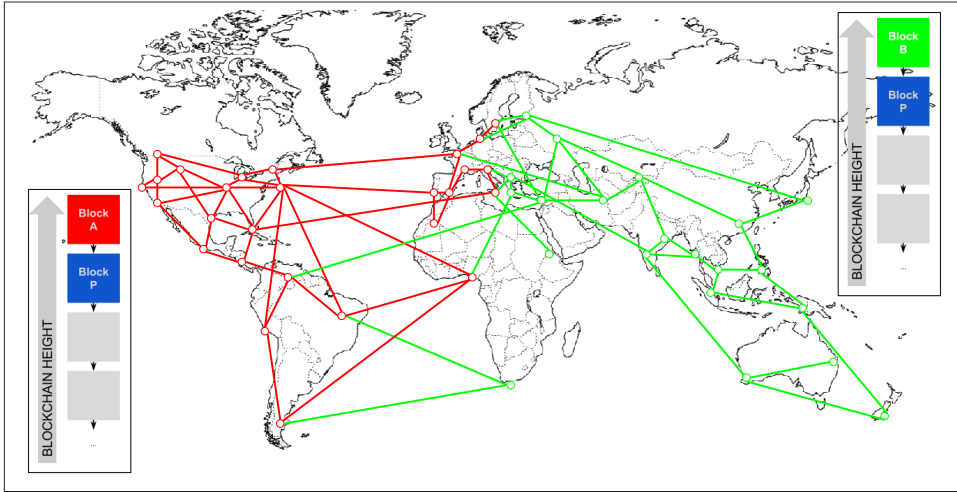 Block
A
Block
P
...
BLOCKCHAIN HEIGHT
Block
B
Block
P
...
BLOCKCHAIN HEIGHT